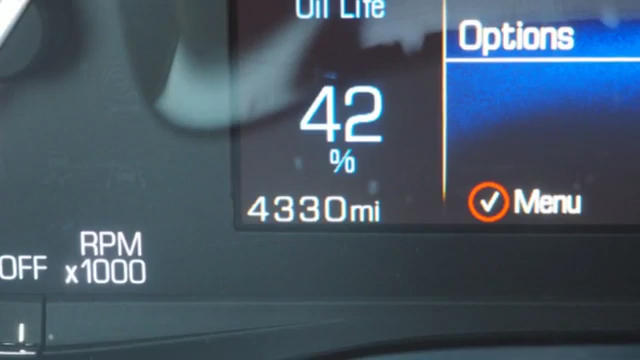 Oil Life
Options
42
%
4330mi
Menu
RPM
OFF x1000